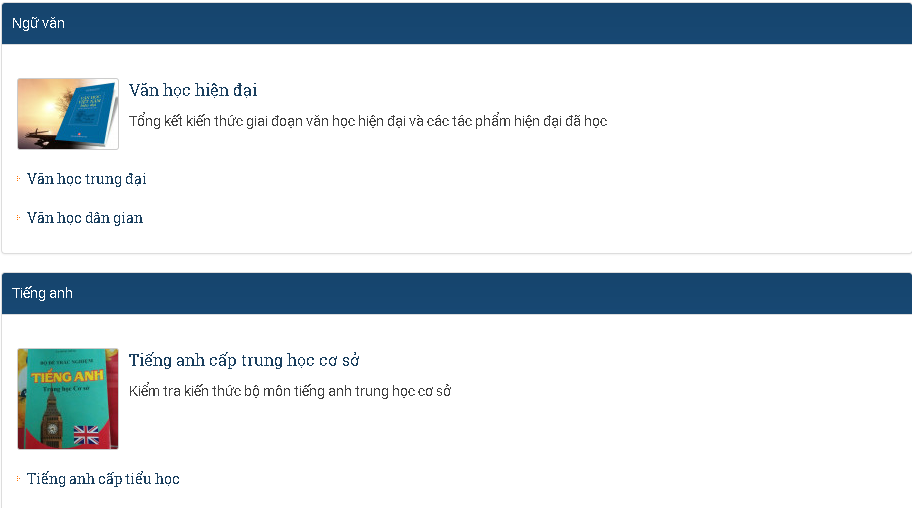 Ngữ văn
Văn học hiện đại
Tổng kết kiến thức giai đoạn văn học hiện đại và các tác phẩm hiện đại đã học
Văn học trung đại
Văn học dân gian
Tiếng anh
BỘ ĐỀ TRẮC NGHIỆM
TIẾNG ANH
Trung học Cơ sở
Tiếng anh cấp trung học cơ sở
Kiểm tra kiến thức bộ môn tiếng anh trung học cơ sở
Tiếng anh cấp tiểu học